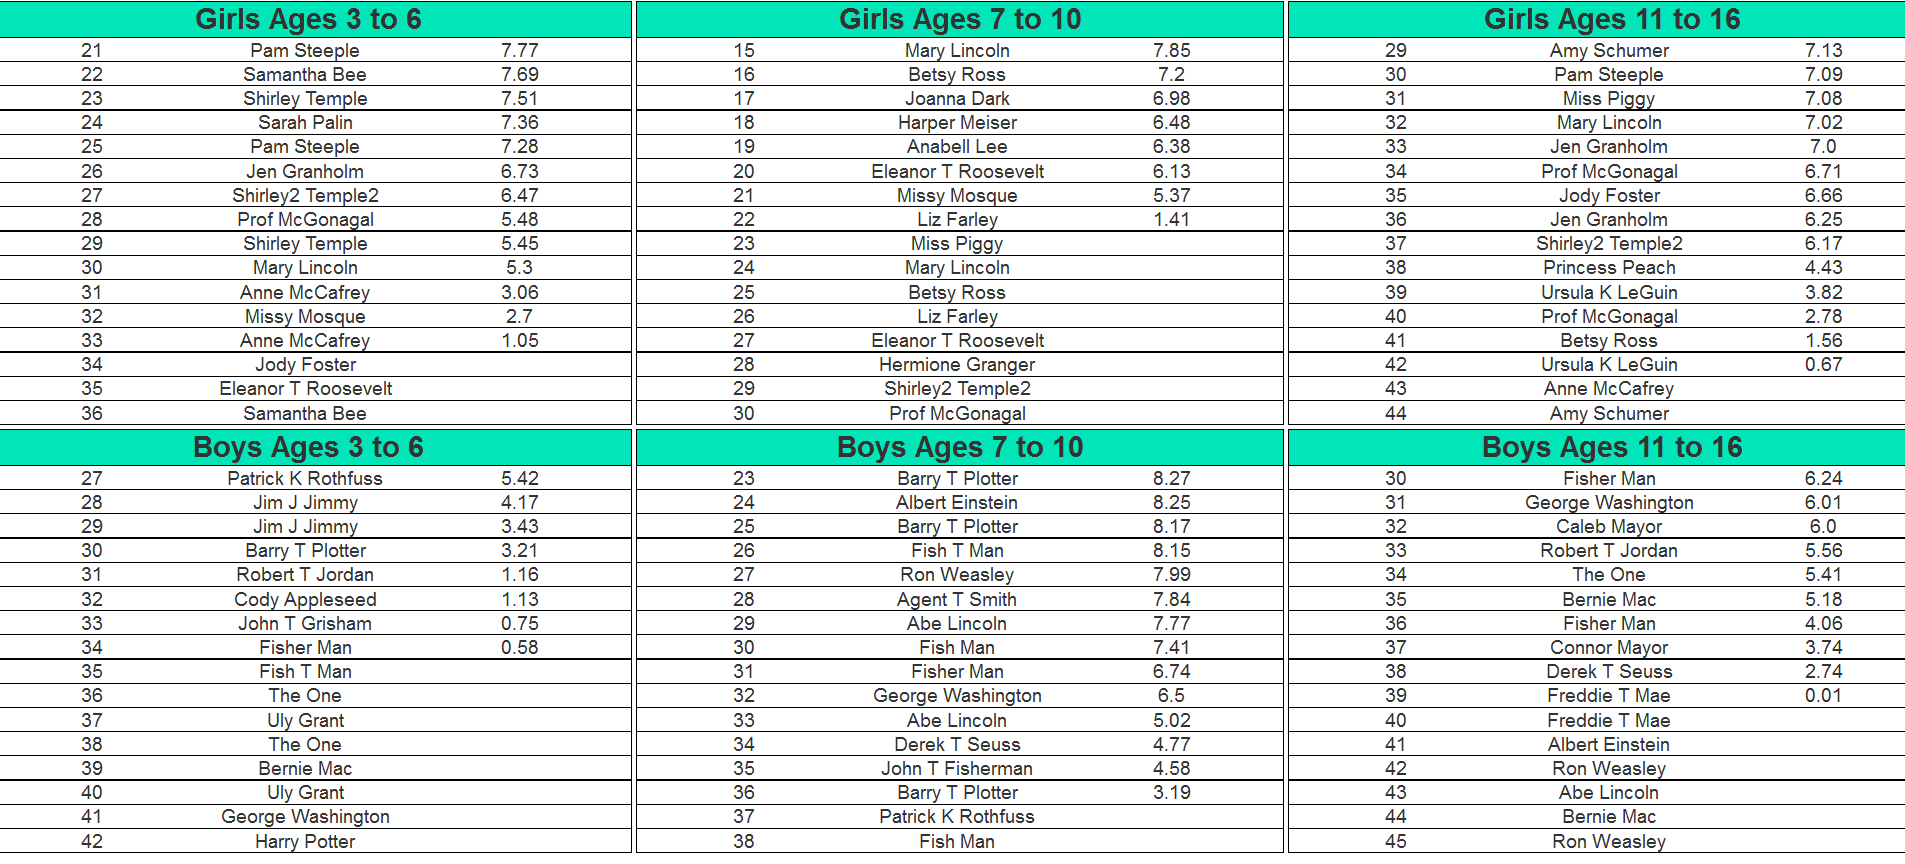 Girls Ages 3 to 6
21 Pam Steeple 7.77
22 Samantha Bee 7.69
23 Shirley Temple 7.51
24 Sarah Palin 7.36
25 Pam Steeple 7.28
26 Jen Granholm 6.73
27 Shirley2 Temple2 6.47
28 Prof McGonagal 5.48
29 Shirley Temple 5.45
30 Mary Lincoln 5.3
31 Anne McCafrey 3.06
32 Missy Mosque 2.7
33 Anne McCafrey 1.05
34 Jody Foster
35 Eleanor T Roosevelt
36 Samantha Bee
Girls Ages 7 to 10
15 Mary Lincoln 7.85
16 Betsy Ross 7.2
17 Joanna Dark 6.98
18 Harper Meiser 6.48
19 Anabell Lee 6.38
20 Eleanor T Roosevelt 6.13
21 Missy Mosque 5.37
22 Liz Farley 1.41
23 Miss Piggy
24 Mary Lincoln
25 Betsy Ross
26 Liz Farley
27 Eleanor T Roosevelt
28 Hermione Granger
29 Shirley2 Temple2
30 Prof McGonagal
Girls Ages 11 to 16
29 Amy Schumer 7.13
30 Pam Steeple 7.09
31 Miss Piggy 7.08
32 Mary Lincoln 7.02
33 Jen Granholm 7.0
34 Prof McGonagal 6.71
35 Jody Foster 6.66
36 Jen Granholm 6.25
37 Shirley2 Temple2 6.17
38 Princess Peach 4.43
39 Ursula K LeGuin 3.82
40 Prof McGonagal 2.78
41 Betsy Ross 1.56
42 Ursula K LeGuin 0.67
43 Anne McCafrey
44 Amy Schumer
Boys Ages 3 to 6
27 Patrick K Rothfuss 5.42
28 Jim J Jimmy 4.17
29 Jim J Jimmy 3.43
30 Barry T Plotter 3.21
31 Robert T Jordan 1.16
32 Cody Appleseed 1.13
33 John T Grisham 0.75
34 Fisher Man 0.58
35 Fish T Man
36 The One
37 Uly Grant
38 The One
39 Bernie Mac
40 Uly Grant
41 George Washington
42 Harry Potter
Boys Ages 7 to 10
23 Barry T Plotter 8.27
24 Albert Einstein 8.25
25 Barry T Plotter 8.17
26 Fish T Man 8.15
27 Ron Weasley 7.99
28 Agent T Smith 7.84
29 Abe Lincoln 7.77
30 Fish Man 7.41
31 Fisher Man 6.74
32 George Washington 6.5
33 Abe Lincoln 5.02
34 Derek T Seuss 4.77
35 John T Fisherman 4.58
36 Barry T Plotter 3.19
37 Patrick K Rothfuss
38 Fish Man
Boys Ages 11 to 16
30 Fisher Man 6.24
31 George Washington 6.01
32 Caleb Mayor 6.0
33 Robert T Jordan 5.56
34 The One 5.41
35 Bernie Mac 5.18
36 Fisher Man 4.06
37 Connor Mayor 3.74
38 Derek T Seuss 2.74
39 Freddie T Mae 0.01
40 Freddie T Mae
41 Albert Einstein
42 Ron Weasley
43 Abe Lincoln
44 Bernie Mac
45 Ron Weasley